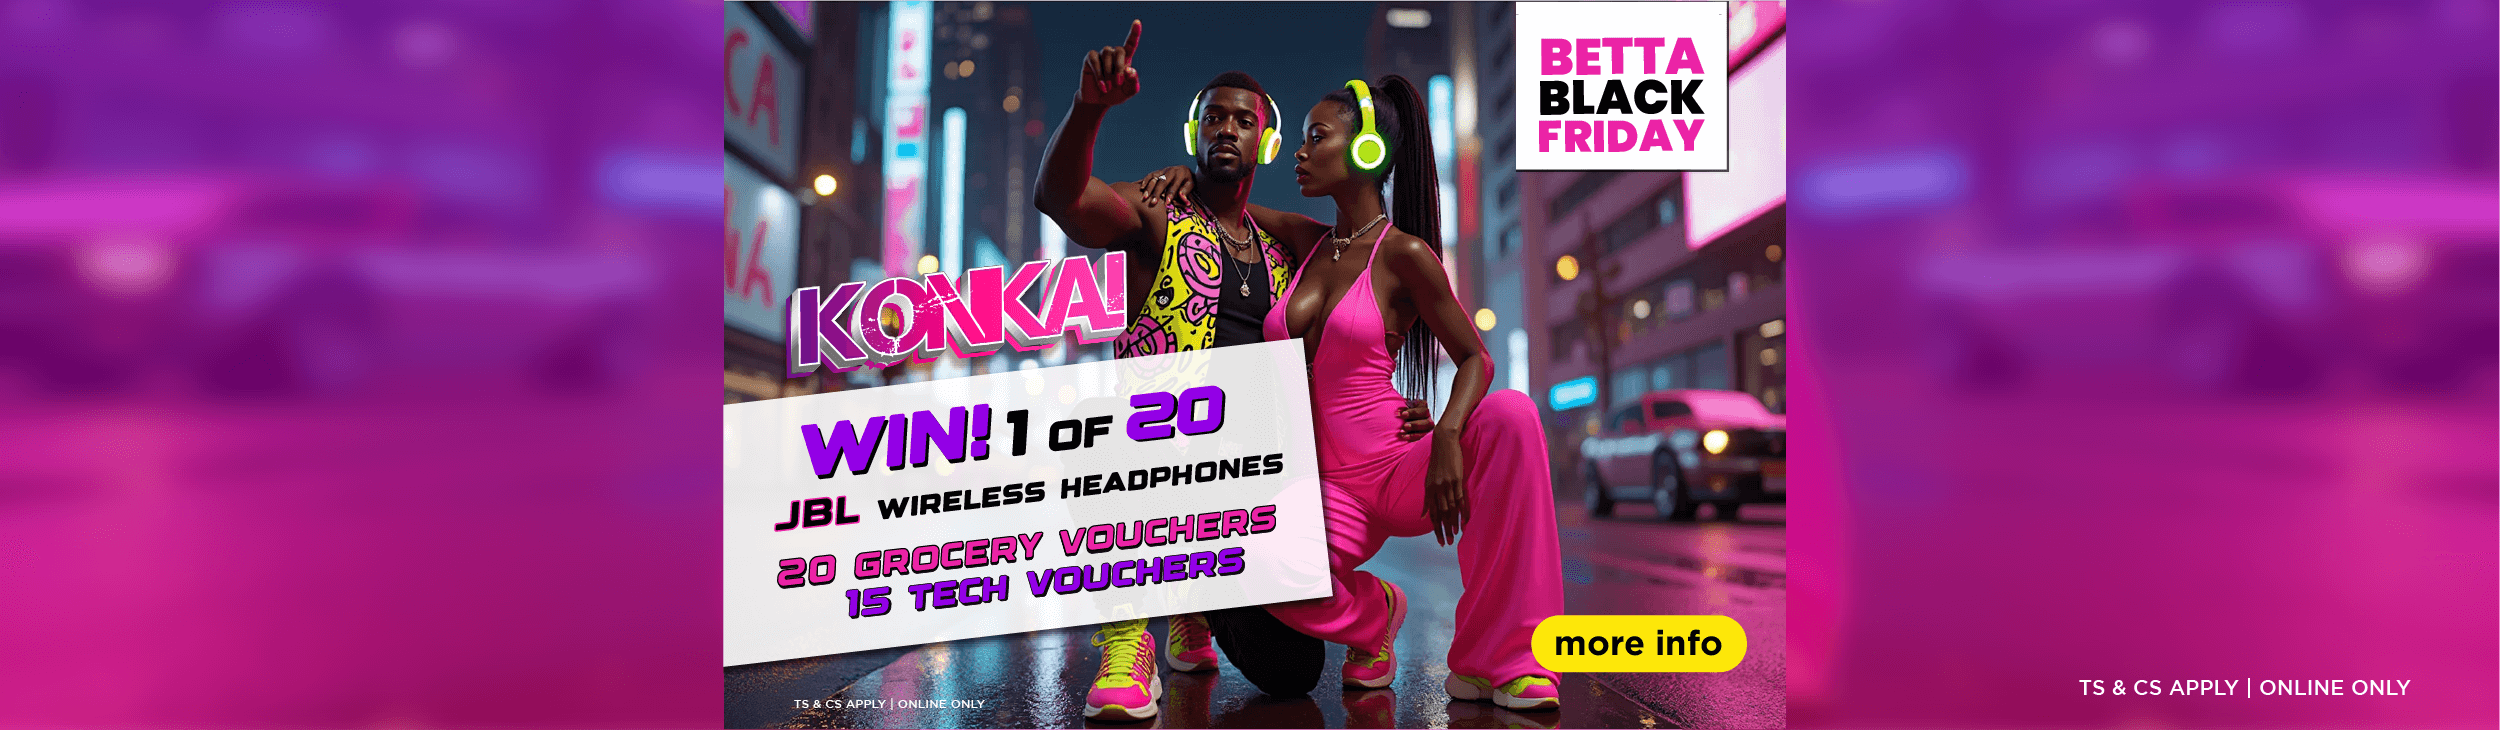 BETTA
BLACK
FRIDAY
KONKA!
WIN! 1 OF 20
JBL WIRELESS HEADPHONES
20 GROCERY VOUCHERS
15 TECH VOUCHERS
more info
TS & CS APPLY | ONLINE ONLY
TS & CS APPLY | ONLINE ONLY